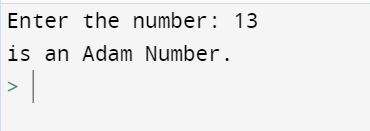 Enter the number: 13
is an Adam Number.
>